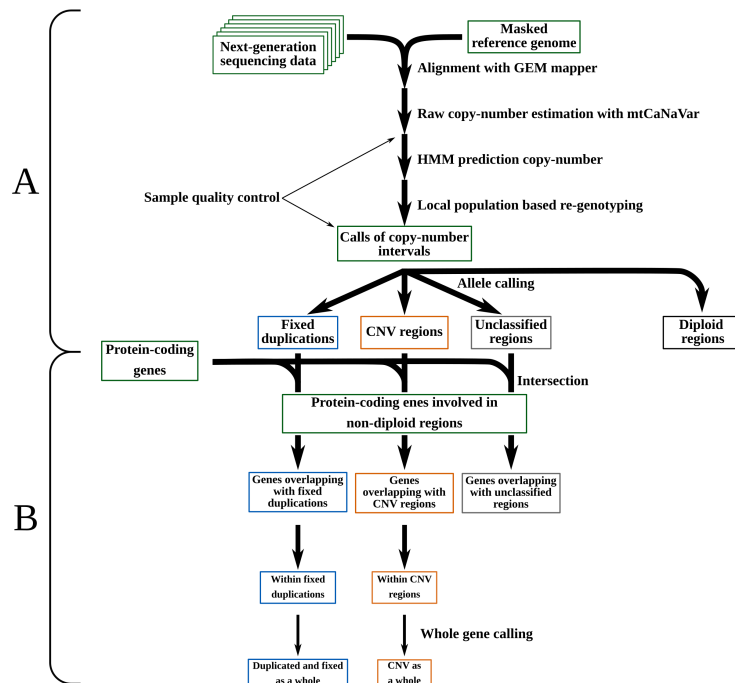 Next-generation
sequencing data
Masked
reference genome
Alignment with GEM mapper
Raw copy-number estimation with mtCaNaVar
HMM prediction copy-number
A
Sample quality control
Local population based re-genotyping
Calls of copy-number
intervals
Allele calling
Fixed
duplications
CNV regions
Unclassified
regions
Diploid
regions
Protein-coding
genes
Intersection
Protein-coding enes involved in
non-diploid regions
B
Genes overlapping
with fixed
duplications
Genes
overlapping with
CNV regions
Genes overlapping
with unclassified
regions
Within fixed
duplications
Within CNV
regions
Whole gene calling
Duplicated and fixed
as a whole
CNV as
a whole